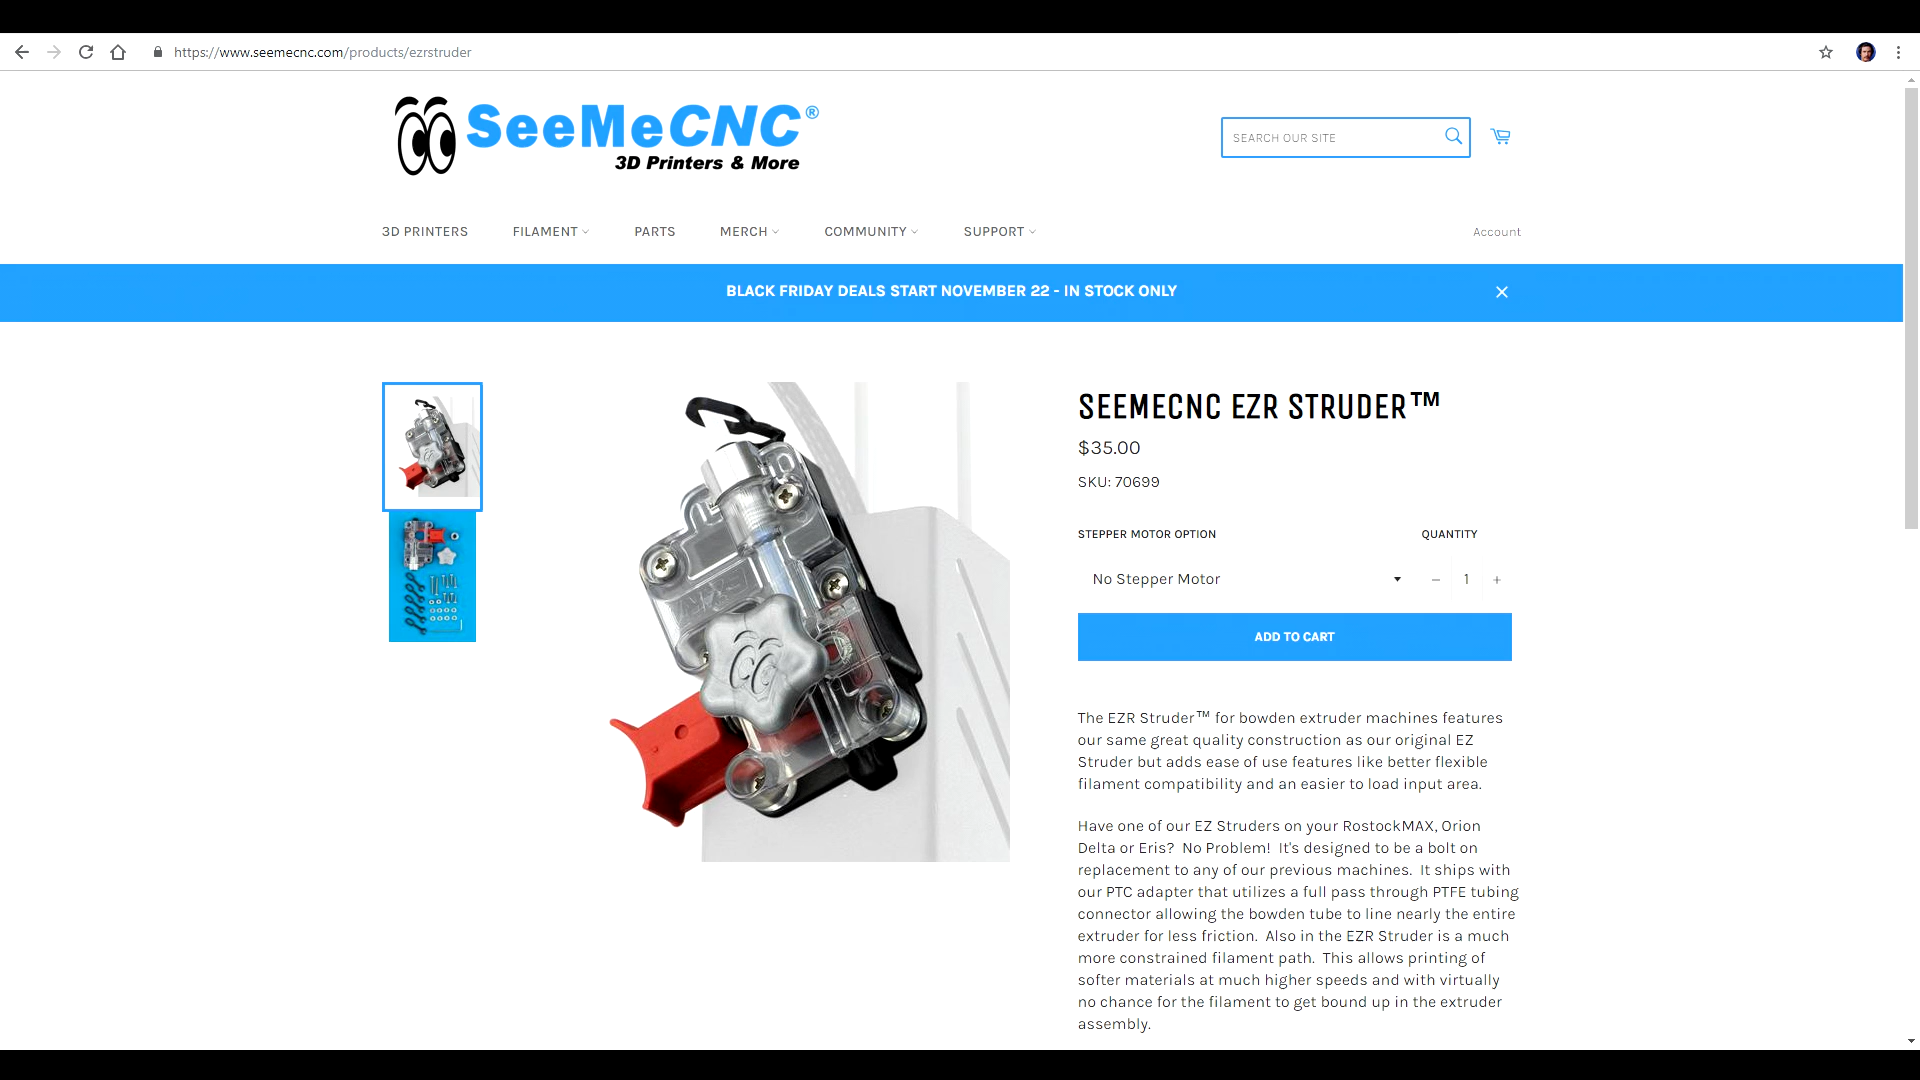 https://www.seemecnc.com/products/ezrstruder
SeeMeCNC®
3D Printers & More
SEARCH OUR SITE
3D PRINTERS FILAMENT PARTS MERCH COMMUNITY SUPPORT Account
BLACK FRIDAY DEALS START NOVEMBER 22 - IN STOCK ONLY
SEEMECNC EZR STRUDER™
$35.00
SKU: 70699
STEPPER MOTOR OPTION QUANTITY
No Stepper Motor − 1 +
ADD TO CART
The EZR Struder™ for bowden extruder machines features
our same great quality construction as our original EZ
Struder but adds ease of use features like better flexible
filament compatibility and an easier to load input area.
Have one of our EZ Struders on your RostockMAX, Orion
Delta or Eris? No Problem! It's designed to be a bolt on
replacement to any of our previous machines. It ships with
our PTC adapter that utilizes a full pass through PTFE tubing
connector allowing the bowden tube to line nearly the entire
extruder for less friction. Also in the EZR Struder is a much
more constrained filament path. This allows printing of
softer materials at much higher speeds and with virtually
no chance for the filament to get bound up in the extruder
assembly.